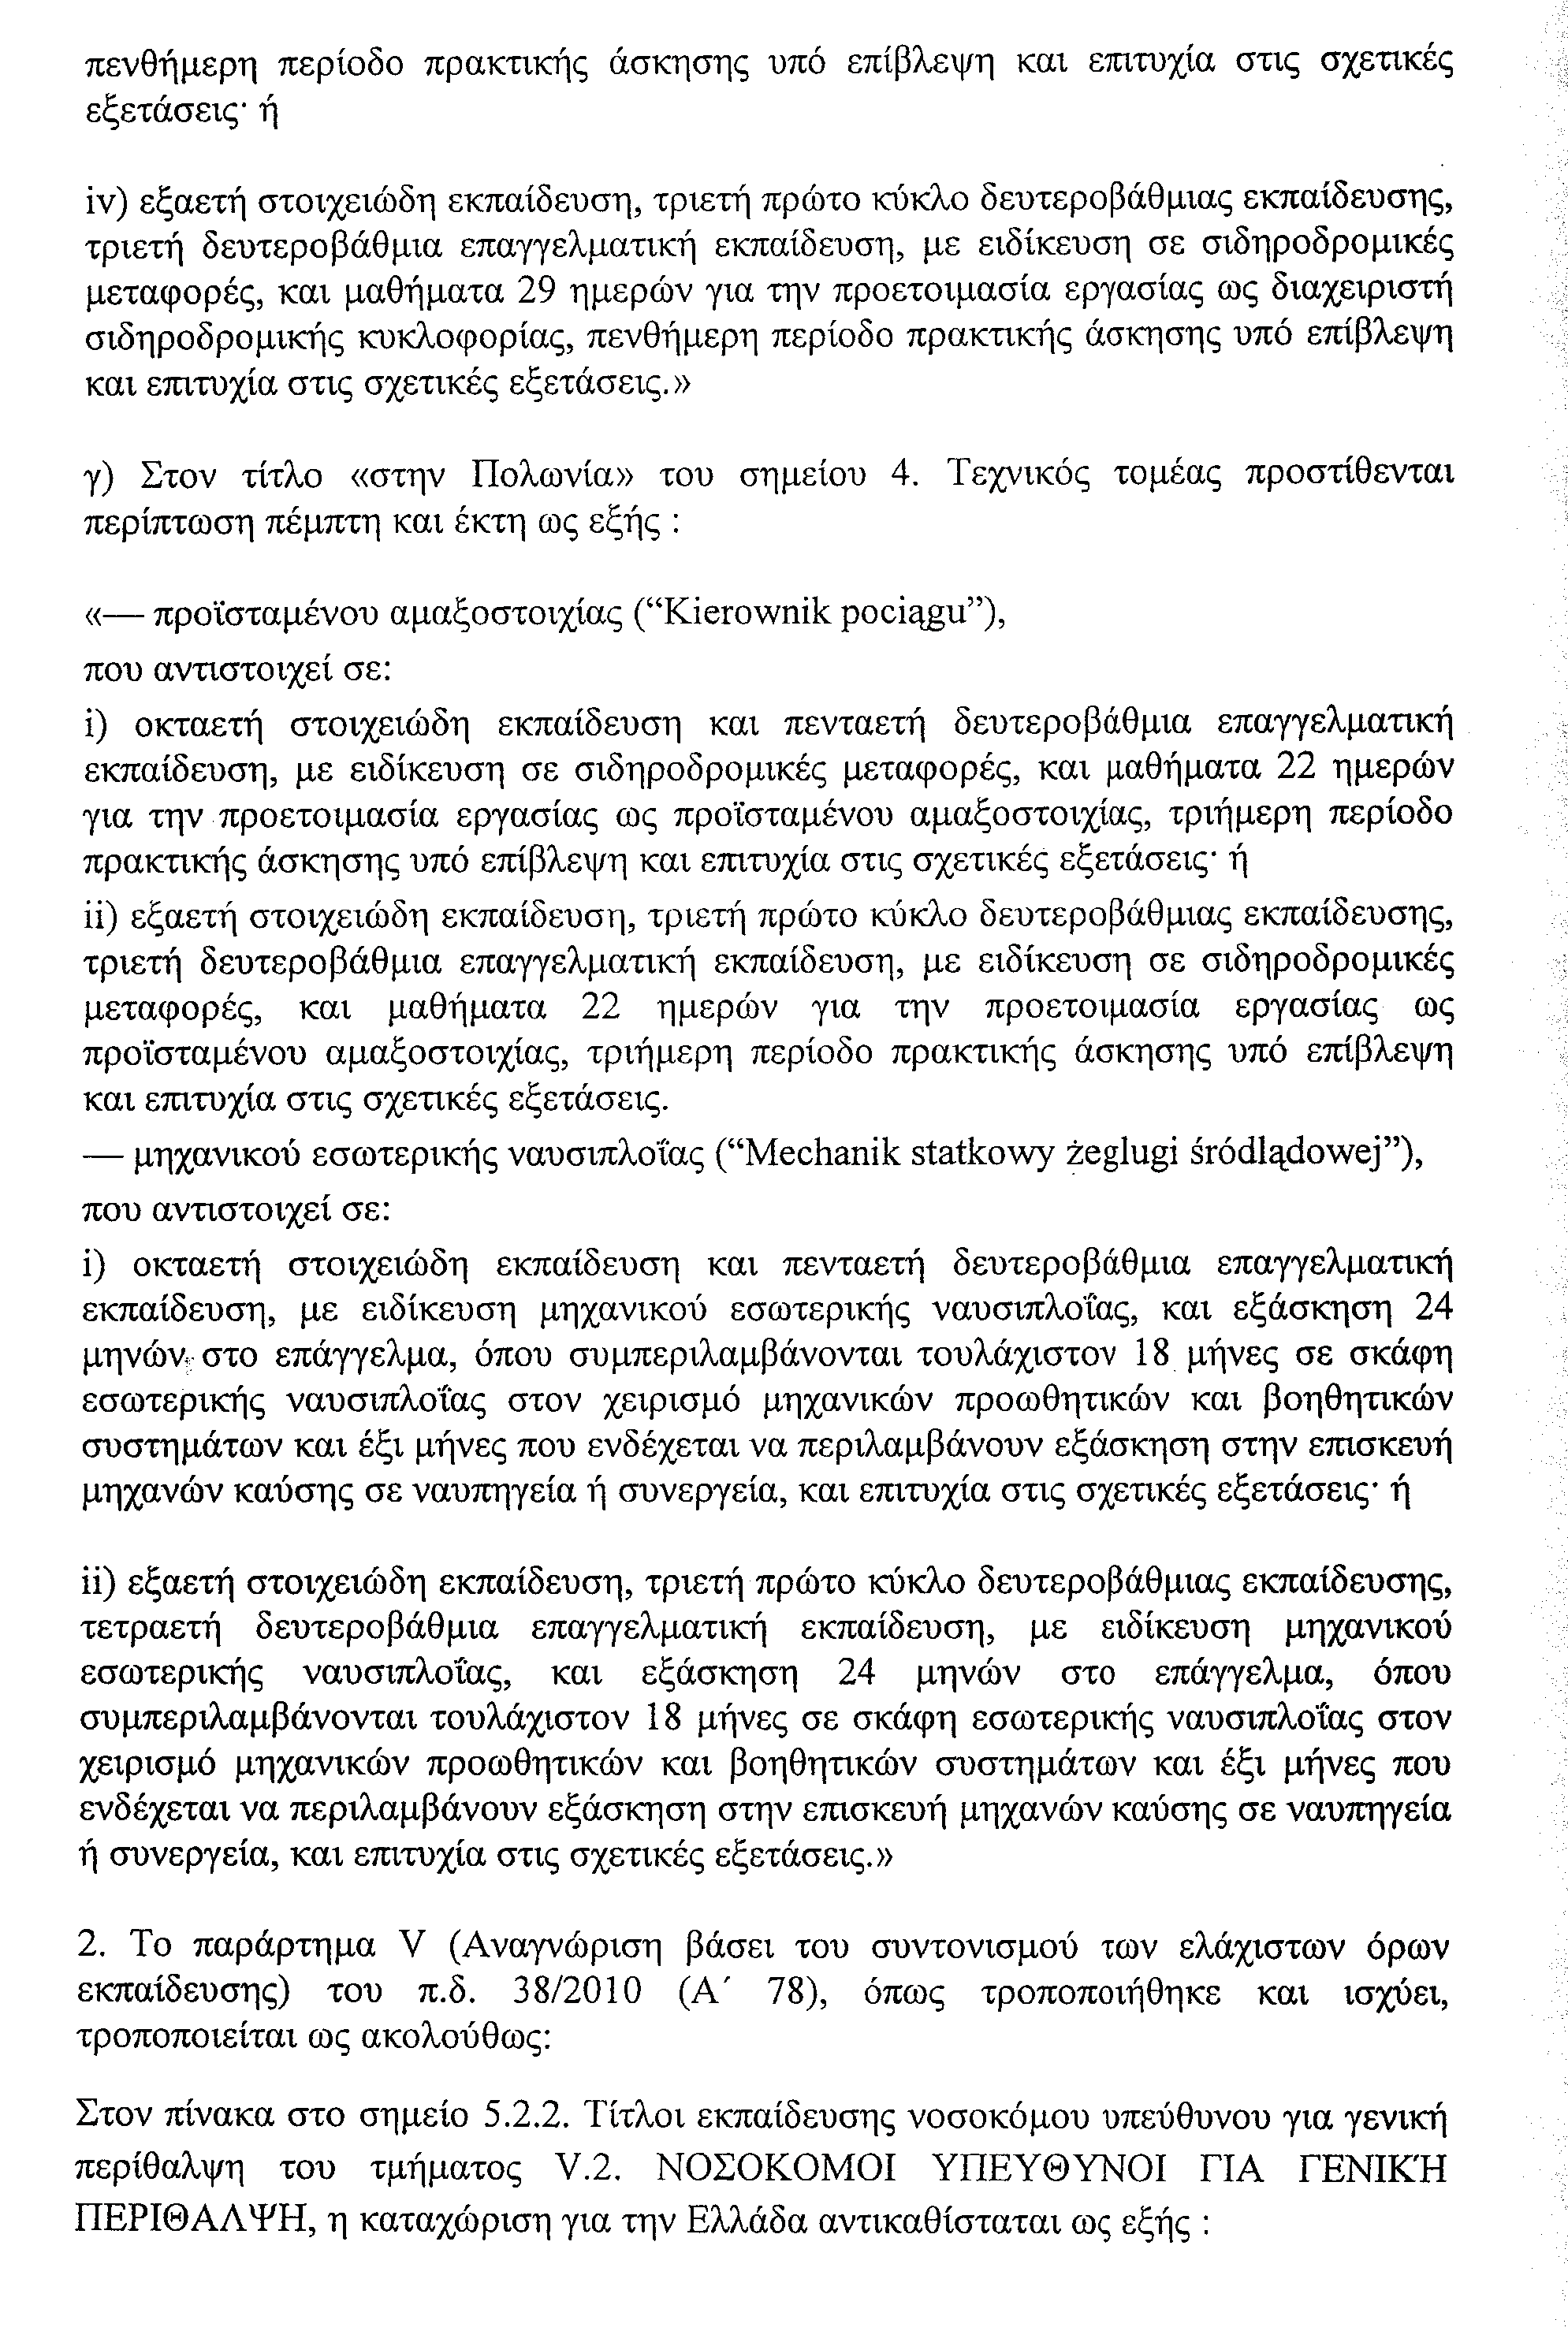 πενθήμερη περίοδο πρακτικής άσκησης υπό επίβλεψη και επιτυχία στις σχετικές
εξετάσεις· ή
iv) εξαετή στοιχειώδη εκπαίδευση, τριετή πρώτο κύκλο δευτεροβάθμιας εκπαίδευσης,
τριετή δευτεροβάθμια επαγγελματική εκπαίδευση, με ειδίκευση σε σιδηροδρομικές
μεταφορές, και μαθήματα 29 ημερών για την προετοιμασία εργασίας ως διαχειριστή
σιδηροδρομικής κυκλοφορίας, πενθήμερη περίοδο πρακτικής άσκησης υπό επίβλεψη
και επιτυχία στις σχετικές εξετάσεις.»
γ) Στον τίτλο «στην Πολωνία» του σημείου 4. Τεχνικός τομέας προστίθενται
περίπτωση πέμπτη και έκτη ως εξής :
«— προϊσταμένου αμαξοστοιχίας (“Kierownik pociągu”),
που αντιστοιχεί σε:
i) οκταετή στοιχειώδη εκπαίδευση και πενταετή δευτεροβάθμια επαγγελματική
εκπαίδευση, με ειδίκευση σε σιδηροδρομικές μεταφορές, και μαθήματα 22 ημερών
για την προετοιμασία εργασίας ως προϊσταμένου αμαξοστοιχίας, τριήμερη περίοδο
πρακτικής άσκησης υπό επίβλεψη και επιτυχία στις σχετικές εξετάσεις· ή
ii) εξαετή στοιχειώδη εκπαίδευση, τριετή πρώτο κύκλο δευτεροβάθμιας εκπαίδευσης,
τριετή δευτεροβάθμια επαγγελματική εκπαίδευση, με ειδίκευση σε σιδηροδρομικές
μεταφορές, και μαθήματα 22 ημερών για την προετοιμασία εργασίας ως
προϊσταμένου αμαξοστοιχίας, τριήμερη περίοδο πρακτικής άσκησης υπό επίβλεψη
και επιτυχία στις σχετικές εξετάσεις.
— μηχανικού εσωτερικής ναυσιπλοΐας (“Mechanik statkowy żeglugi śródlądowej”),
που αντιστοιχεί σε:
i) οκταετή στοιχειώδη εκπαίδευση και πενταετή δευτεροβάθμια επαγγελματική
εκπαίδευση, με ειδίκευση μηχανικού εσωτερικής ναυσιπλοΐας, και εξάσκηση 24
μηνών στο επάγγελμα, όπου συμπεριλαμβάνονται τουλάχιστον 18 μήνες σε σκάφη
εσωτερικής ναυσιπλοΐας στον χειρισμό μηχανικών προωθητικών και βοηθητικών
συστημάτων και έξι μήνες που ενδέχεται να περιλαμβάνουν εξάσκηση στην επισκευή
μηχανών καύσης σε ναυπηγεία ή συνεργεία, και επιτυχία στις σχετικές εξετάσεις· ή
ii) εξαετή στοιχειώδη εκπαίδευση, τριετή πρώτο κύκλο δευτεροβάθμιας εκπαίδευσης,
τετραετή δευτεροβάθμια επαγγελματική εκπαίδευση, με ειδίκευση μηχανικού
εσωτερικής ναυσιπλοΐας, και εξάσκηση 24 μηνών στο επάγγελμα, όπου
συμπεριλαμβάνονται τουλάχιστον 18 μήνες σε σκάφη εσωτερικής ναυσιπλοΐας στον
χειρισμό μηχανικών προωθητικών και βοηθητικών συστημάτων και έξι μήνες που
ενδέχεται να περιλαμβάνουν εξάσκηση στην επισκευή μηχανών καύσης σε ναυπηγεία
ή συνεργεία, και επιτυχία στις σχετικές εξετάσεις.»
2. Το παράρτημα V (Αναγνώριση βάσει του συντονισμού των ελάχιστων όρων
εκπαίδευσης) του π.δ. 38/2010 (Α΄ 78), όπως τροποποιήθηκε και ισχύει,
τροποποιείται ως ακολούθως:
Στον πίνακα στο σημείο 5.2.2. Τίτλοι εκπαίδευσης νοσοκόμου υπεύθυνου για γενική
περίθαλψη του τμήματος V.2. ΝΟΣΟΚΟΜΟΙ ΥΠΕΥΘΥΝΟΙ ΓΙΑ ΓΕΝΙΚΉ
ΠΕΡΙΘΑΛΨΗ, η καταχώριση για την Ελλάδα αντικαθίσταται ως εξής :